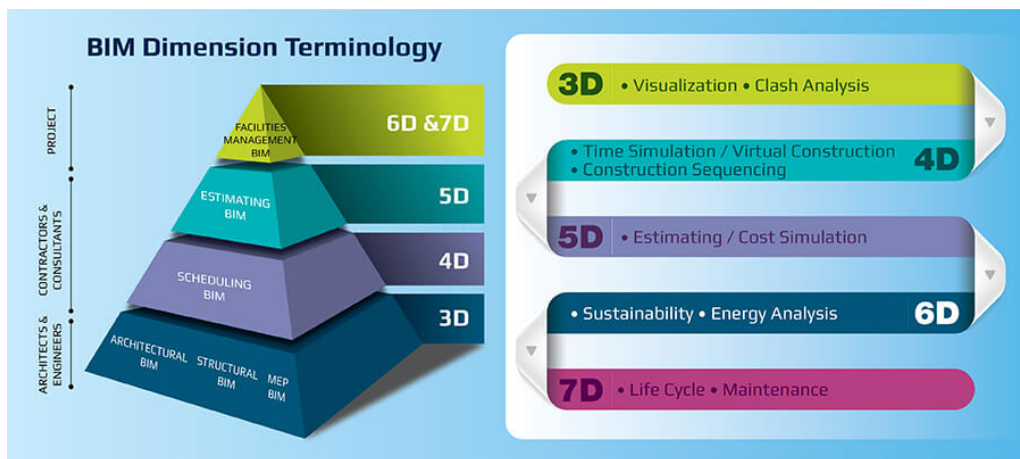 BIM Dimension Terminology
PROJECT
CONTRACTORS &
CONSULTANTS
ARCHITECTS &
ENGINEERS
FACILITIES
MANAGEMENT
BIM
6D &7D
ESTIMATING
BIM
5D
SCHEDULING
BIM
4D
ARCHITECTURAL
BIM
STRUCTURAL
BIM
MEP
BIM
3D
3D • Visualization • Clash Analysis
• Time Simulation / Virtual Construction
• Construction Sequencing
4D
5D • Estimating / Cost Simulation
• Sustainability • Energy Analysis 6D
7D • Life Cycle • Maintenance